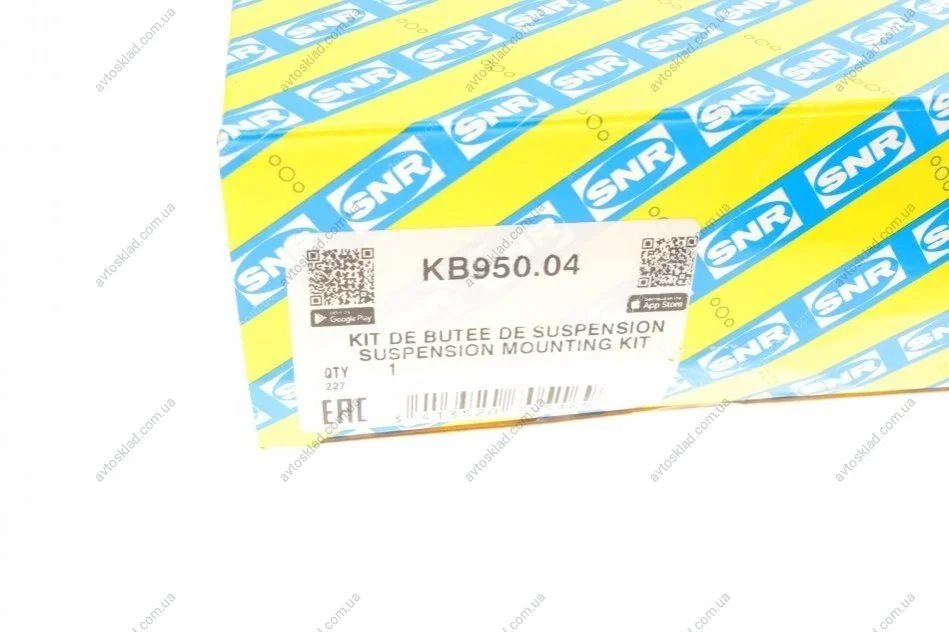 SNR
KB950.04
Google Play
App Store
KIT DE BUTEE DE SUSPENSION
SUSPENSION MOUNTING KIT
QTY 1
227
EAC
avtosklad.com.ua